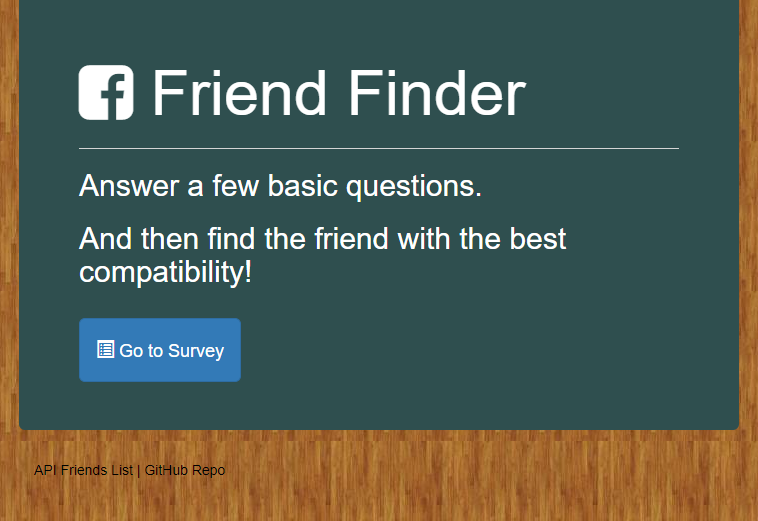 Friend Finder
Answer a few basic questions.
And then find the friend with the best
compatibility!
Go to Survey
API Friends List | GitHub Repo